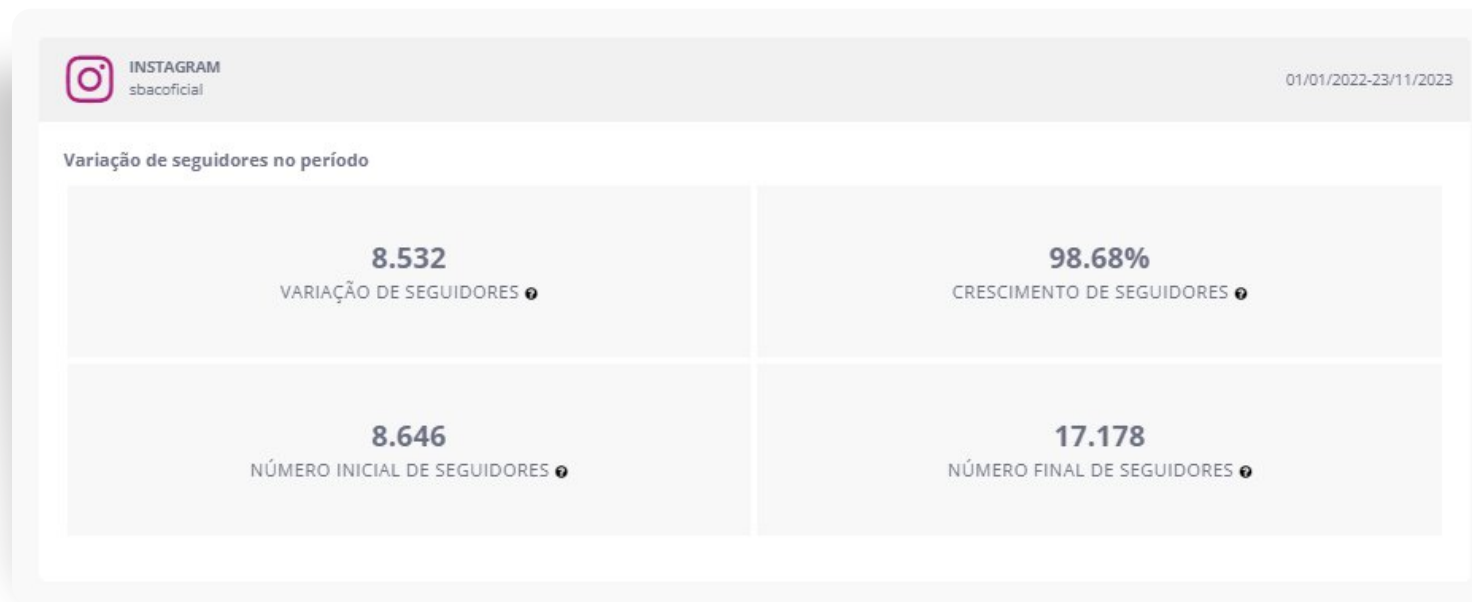 INSTAGRAM
sbacoficial
01/01/2022-23/11/2023
Variação de seguidores no período
8.532
VARIAÇÃO DE SEGUIDORES
98.68%
CRESCIMENTO DE SEGUIDORES
8.646
NÚMERO INICIAL DE SEGUIDORES
17.178
NÚMERO FINAL DE SEGUIDORES